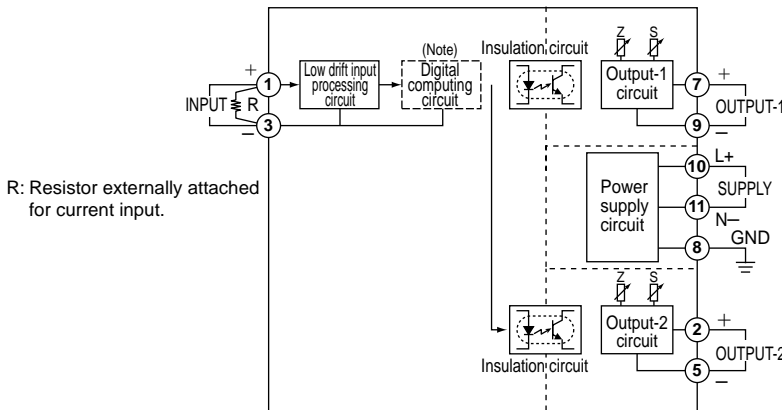 Z S
(Note)
Insulation circuit
+
1
Low drift input
processing
circuit
Digital
computing
circuit
Output-1
circuit
7
+
INPUT
R
OUTPUT-1
–
3
9
–
10
L+
R: Resistor externally attached
for current input.
Power
supply
circuit
SUPPLY
11
N–
8
GND
Z S
Output-2
circuit
2
+
OUTPUT-2
Insulation circuit
5
–